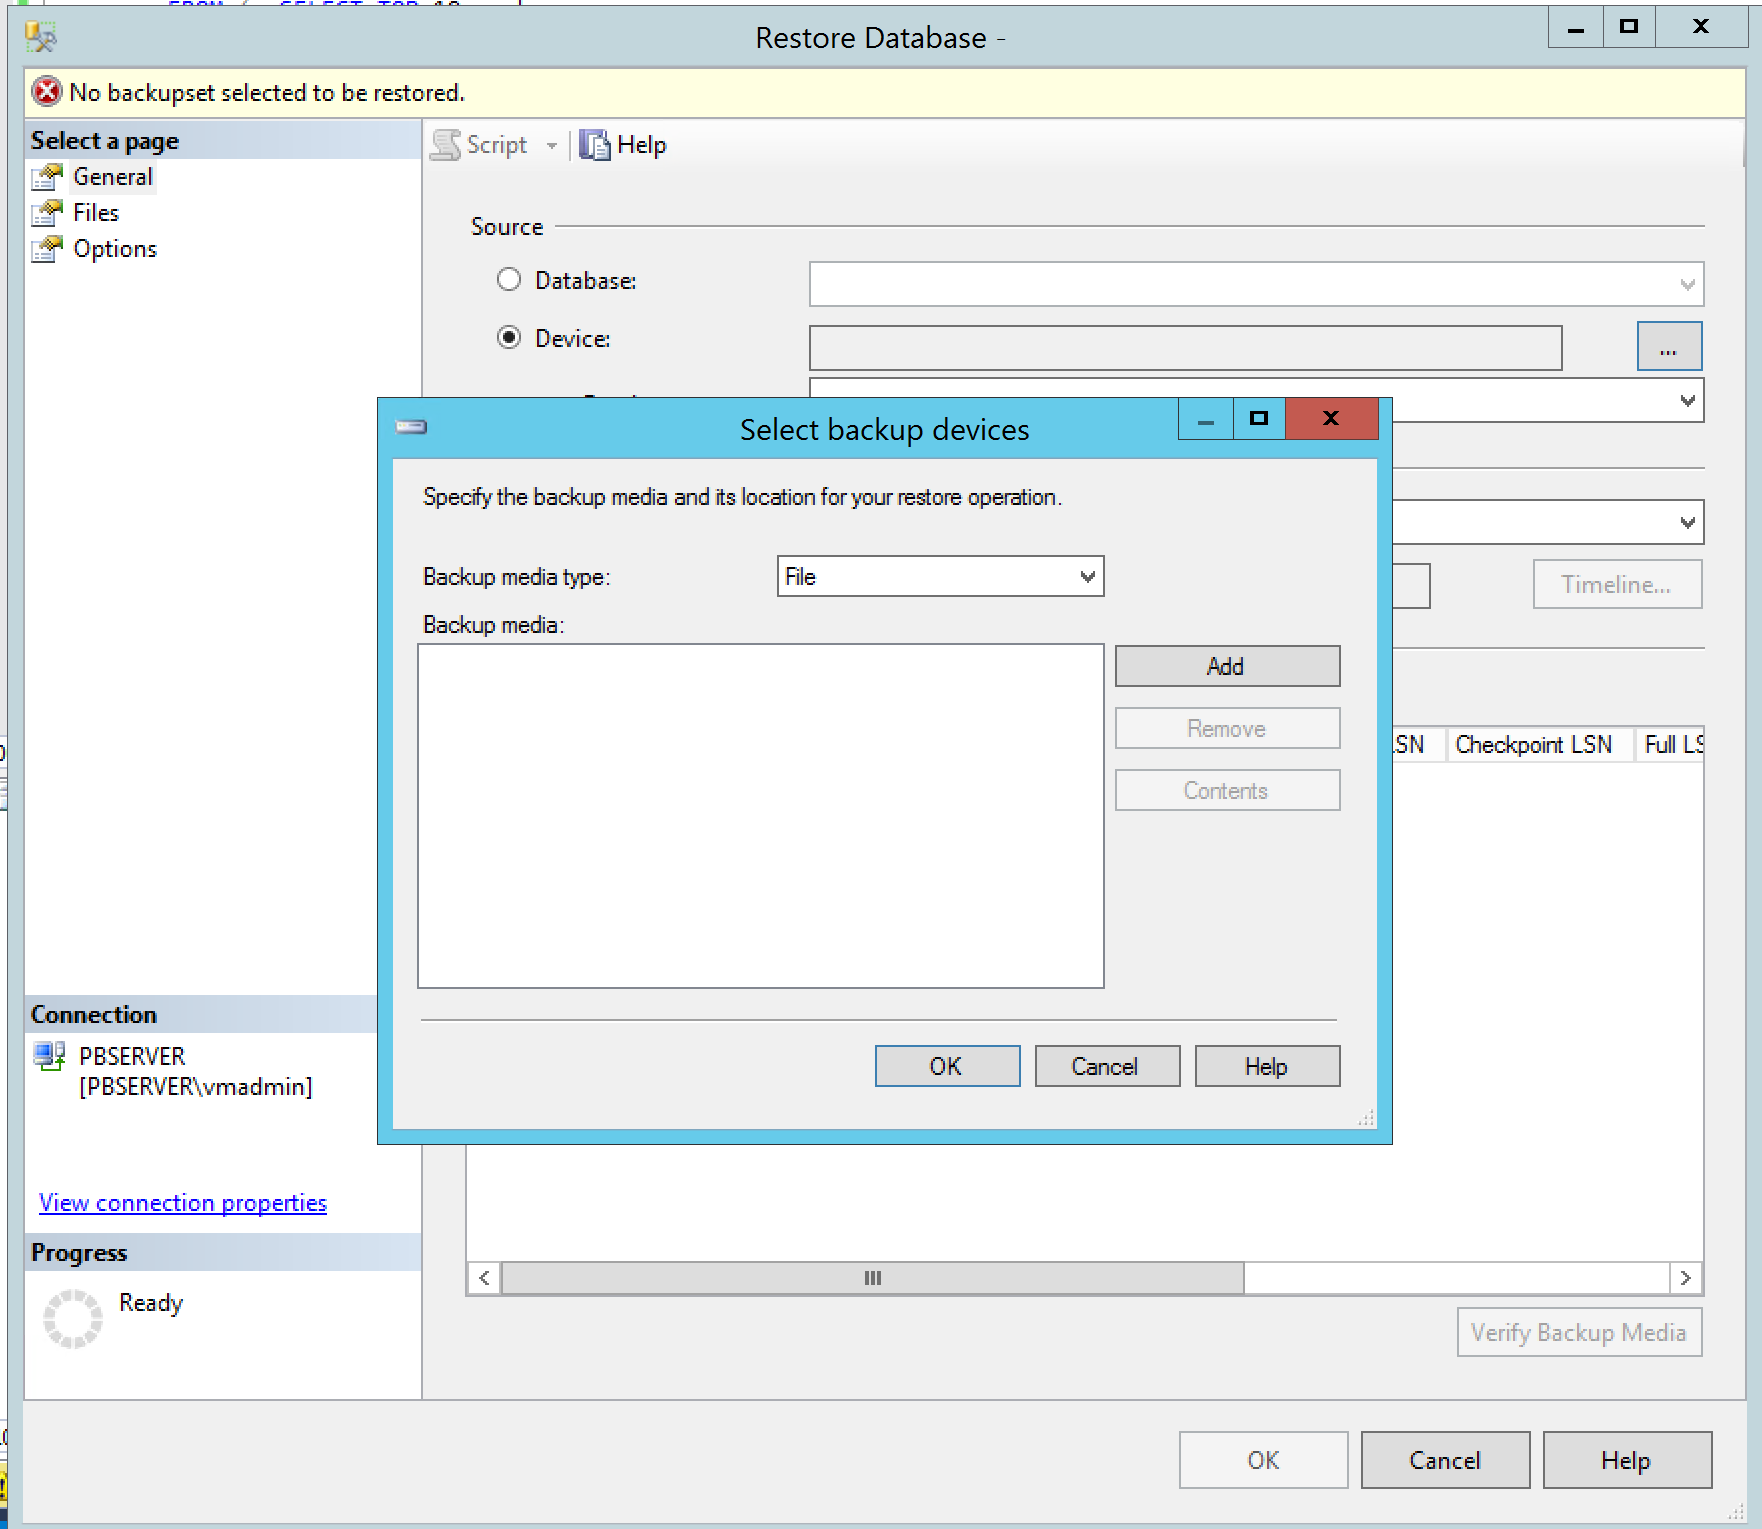 Restore Database -
No backupset selected to be restored.
Select a page
General
Files
Options
Script
Help
Source
Database:
Device:
...
Select backup devices
Specify the backup media and its location for your restore operation.
Backup media type:
File
Backup media:
Add
Remove
Contents
OK
Cancel
Help
Timeline...
Checkpoint LSN
Connection
PBSERVER
[PBSERVER\vmadmin]
View connection properties
Progress
Ready
Verify Backup Media
OK
Cancel
Help